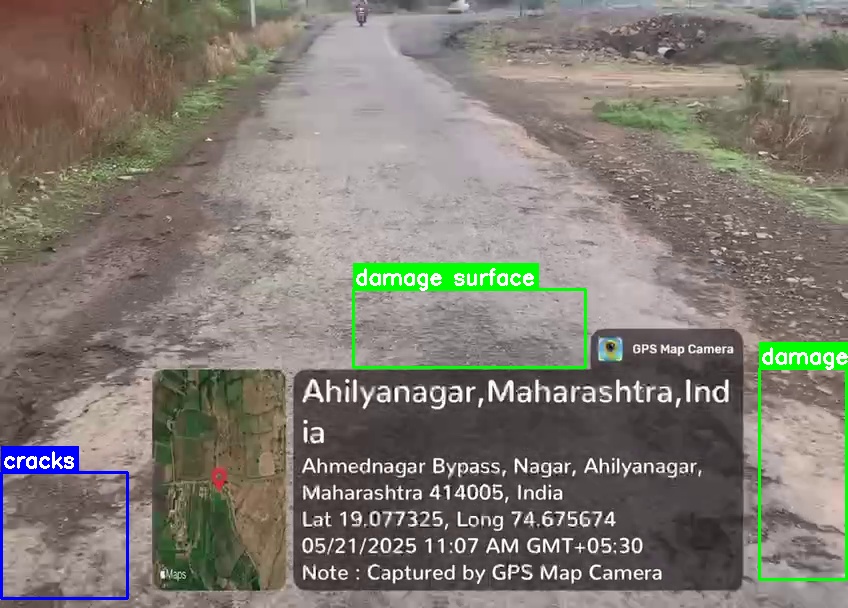 damage surface
GPS Map Camera
damage
Ahilyanagar,Maharashtra,Ind
ia
cracks
Ahmednagar Bypass, Nagar, Ahilyanagar,
Maharashtra 414005, India
Lat 19.077325, Long 74.675674
05/21/2025 11:07 AM GMT+05:30
Note : Captured by GPS Map Camera
Maps